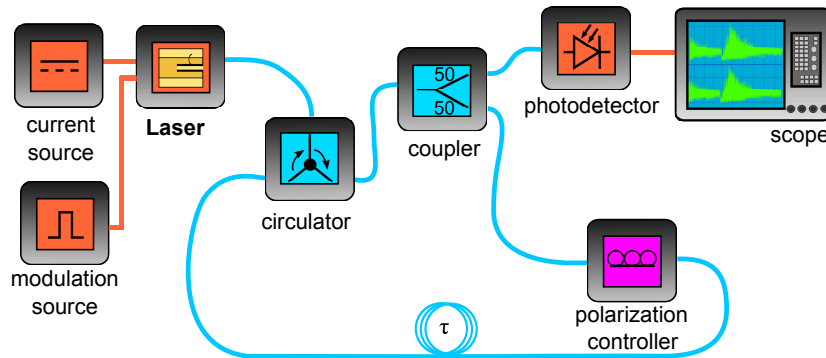 current
source
Laser
modulation
source
circulator
50
50
coupler
photodetector
scope
polarization
controller
τ